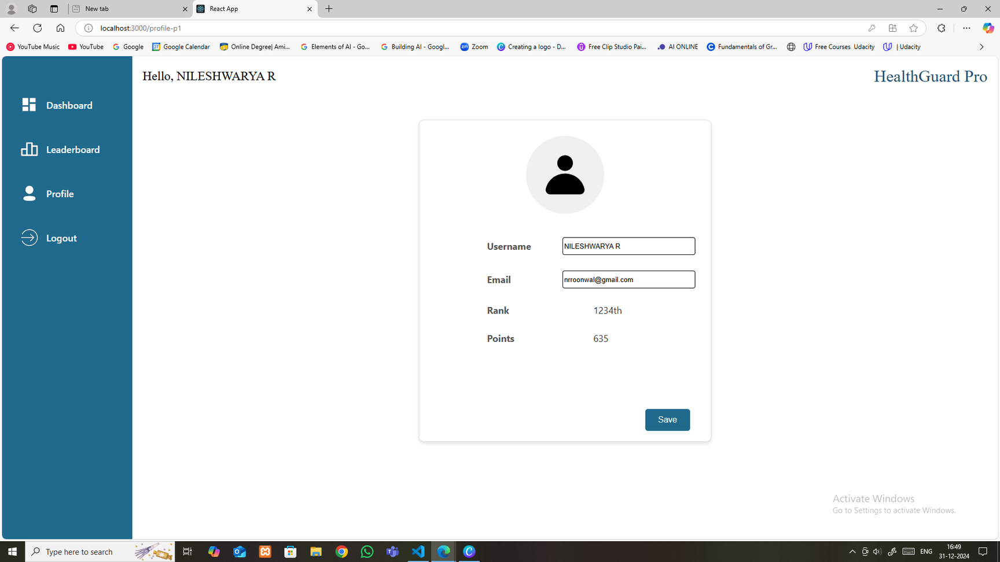 New tab
React App
localhost:3000/profile-p1
YouTube Music
YouTube
Google
Google Calendar
Online Degree| Ami...
Elements of AI - Go...
Building AI - Googl...
Zoom
Creating a logo - D...
Free Clip Studio Pai...
AI ONLINE
Fundamentals of Gr...
Free Courses Udacity
| Udacity
Hello, NILESHWARYA R
HealthGuard Pro
Dashboard
Leaderboard
Profile
Logout
Username
NILESHWARYA R
Email
nrroonwal@gmail.com
Rank
1234th
Points
635
Save
Activate Windows
Go to Settings to activate Windows.
Type here to search
ENG
16:49
31-12-2024